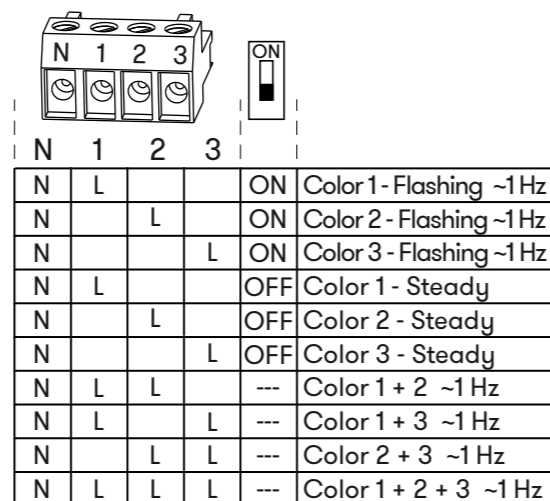 N 1 2 3 ON
N 1 2 3
N L ON Color 1 - Flashing ~1 Hz
N L ON Color 2 - Flashing ~1 Hz
N L ON Color 3 - Flashing ~1 Hz
N L OFF Color 1 - Steady
N L OFF Color 2 - Steady
N L OFF Color 3 - Steady
N L L --- Color 1 + 2 ~1 Hz
N L L --- Color 1 + 3 ~1 Hz
N L L --- Color 2 + 3 ~1 Hz
N L L L --- Color 1 + 2 + 3 ~1 Hz